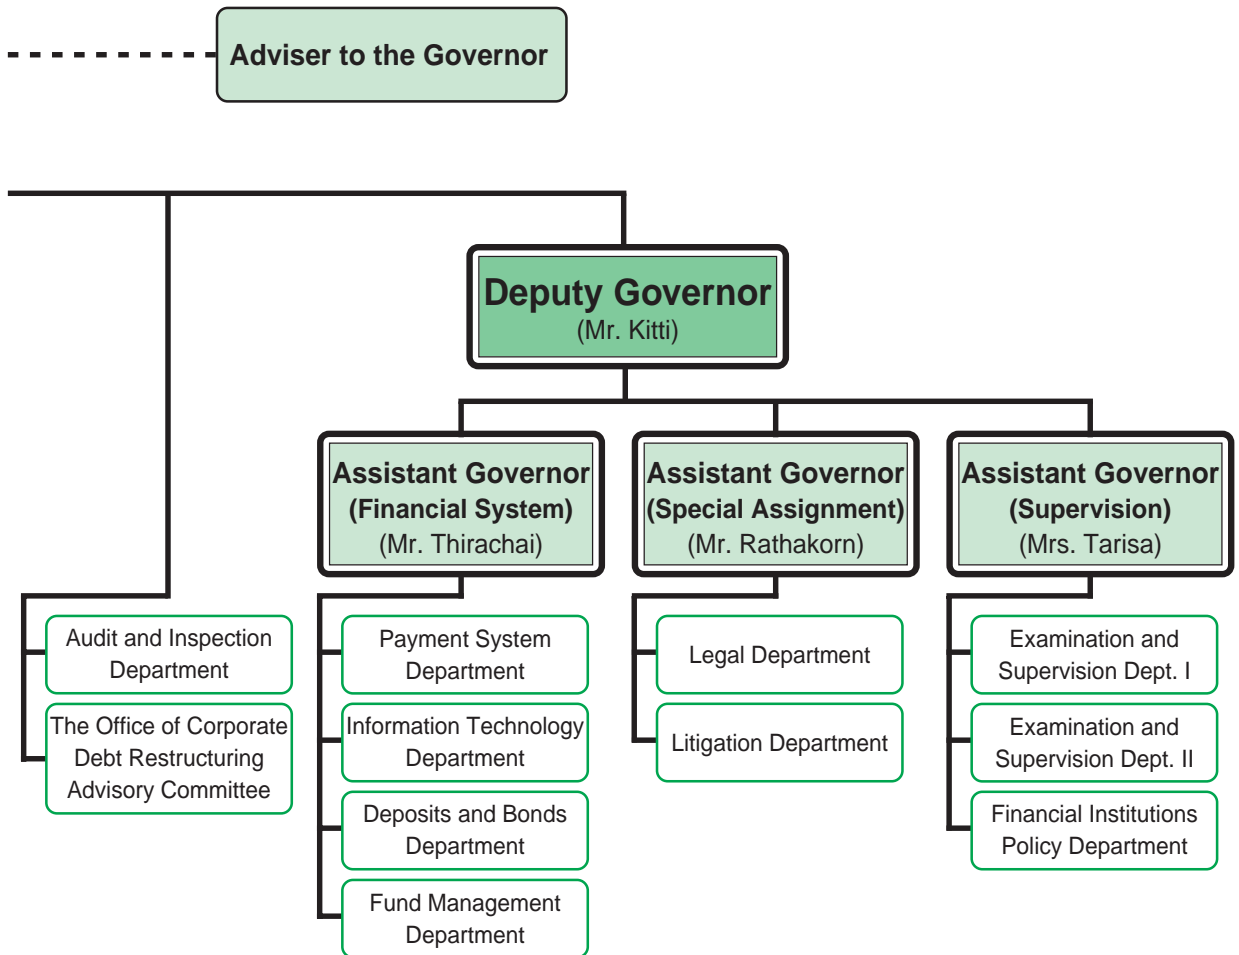 Adviser to the Governor
Deputy Governor
(Mr. Kitti)
Assistant Governor
(Financial System)
(Mr. Thirachai)
Assistant Governor
(Special Assignment)
(Mr. Rathakorn)
Assistant Governor
(Supervision)
(Mrs. Tarisa)
Audit and Inspection
Department
The Office of Corporate
Debt Restructuring
Advisory Committee
Payment System
Department
Information Technology
Department
Deposits and Bonds
Department
Fund Management
Department
Legal Department
Litigation Department
Examination and
Supervision Dept. I
Examination and
Supervision Dept. II
Financial Institutions
Policy Department